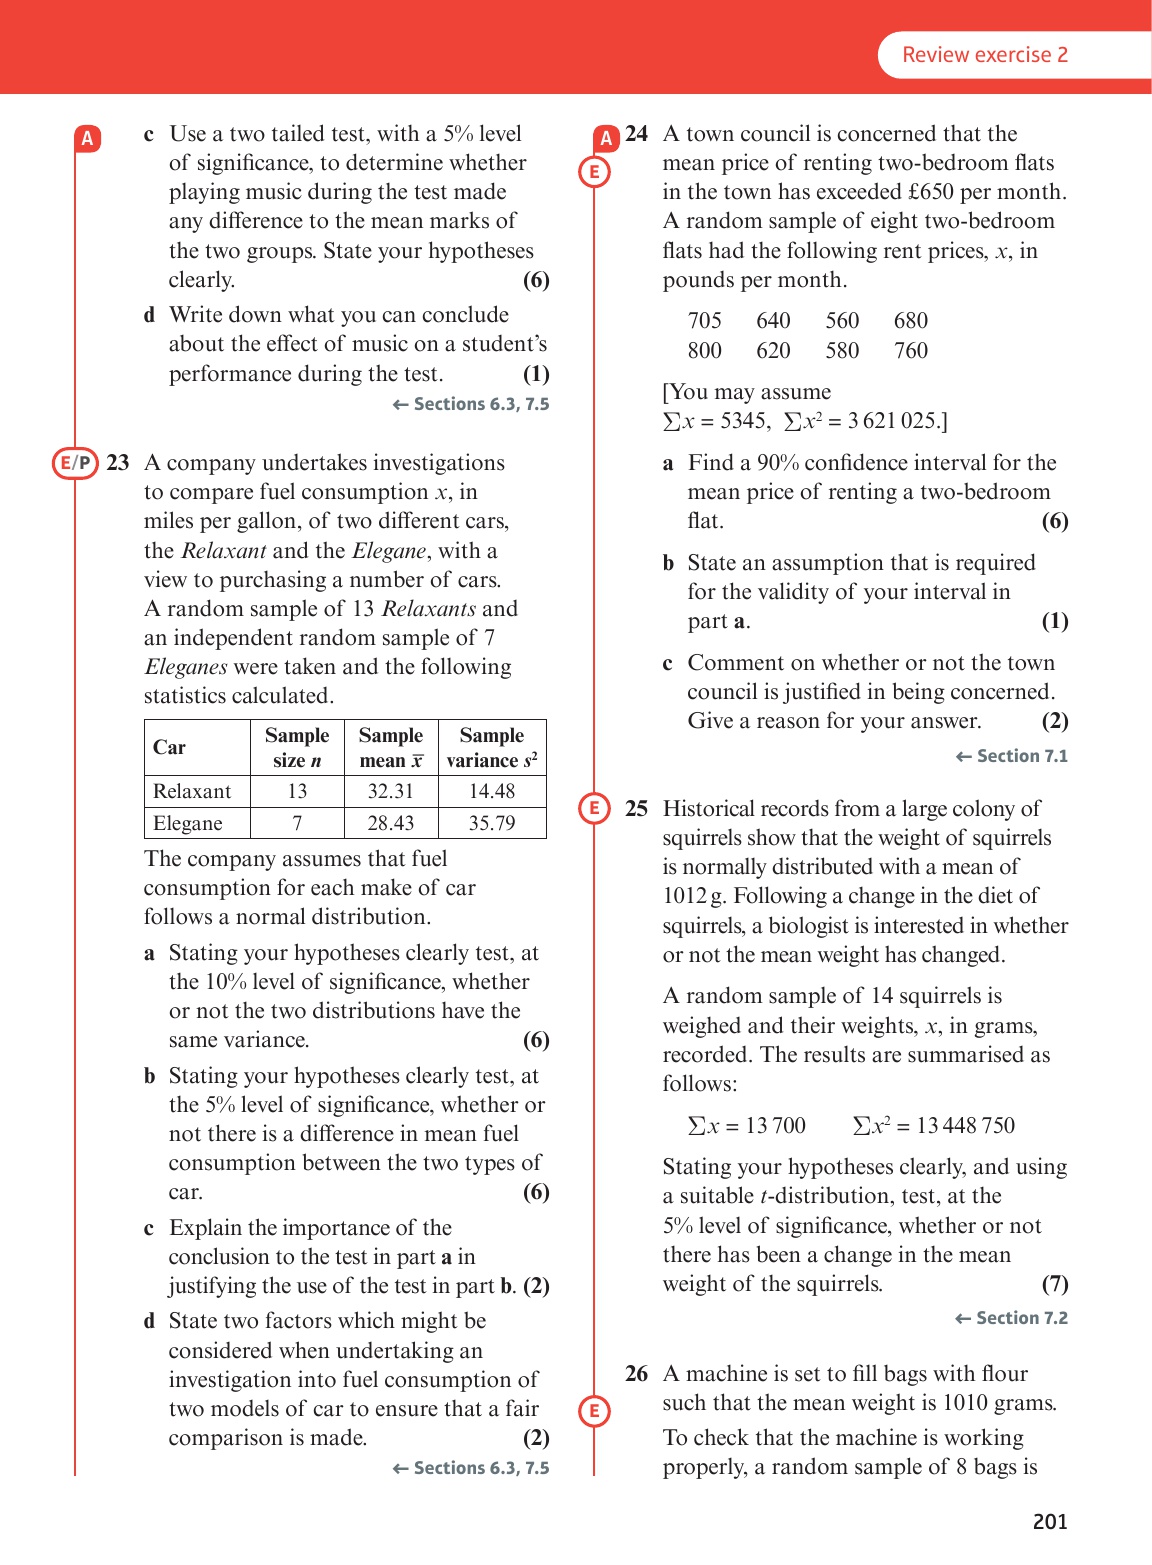 Review exercise 2
A
c Use a two tailed test, with a 5% level
of significance, to determine whether
playing music during the test made
any difference to the mean marks of
the two groups. State your hypotheses
clearly. (6)
d Write down what you can conclude
about the effect of music on a student’s
performance during the test. (1)
← Sections 6.3, 7.5
E/P 23 A company undertakes investigations
to compare fuel consumption x, in
miles per gallon, of two different cars,
the Relaxant and the Elegane, with a
view to purchasing a number of cars.
A random sample of 13 Relaxants and
an independent random sample of 7
Eleganes were taken and the following
statistics calculated.
Car Sample size n Sample mean x̅ Sample variance s²
Relaxant 13 32.31 14.48
Elegane 7 28.43 35.79
The company assumes that fuel
consumption for each make of car
follows a normal distribution.
a Stating your hypotheses clearly test, at
the 10% level of significance, whether
or not the two distributions have the
same variance. (6)
b Stating your hypotheses clearly test, at
the 5% level of significance, whether or
not there is a difference in mean fuel
consumption between the two types of
car. (6)
c Explain the importance of the
conclusion to the test in part a in
justifying the use of the test in part b. (2)
d State two factors which might be
considered when undertaking an
investigation into fuel consumption of
two models of car to ensure that a fair
comparison is made. (2)
← Sections 6.3, 7.5
A 24 A town council is concerned that the
E
mean price of renting two-bedroom flats
in the town has exceeded £650 per month.
A random sample of eight two-bedroom
flats had the following rent prices, x, in
pounds per month.
705 640 560 680
800 620 580 760
[You may assume
∑x = 5345, ∑x² = 3 621 025.]
a Find a 90% confidence interval for the
mean price of renting a two-bedroom
flat. (6)
b State an assumption that is required
for the validity of your interval in
part a. (1)
c Comment on whether or not the town
council is justified in being concerned.
Give a reason for your answer. (2)
← Section 7.1
E 25 Historical records from a large colony of
squirrels show that the weight of squirrels
is normally distributed with a mean of
1012 g. Following a change in the diet of
squirrels, a biologist is interested in whether
or not the mean weight has changed.
A random sample of 14 squirrels is
weighed and their weights, x, in grams,
recorded. The results are summarised as
follows:
∑x = 13 700 ∑x² = 13 448 750
Stating your hypotheses clearly, and using
a suitable t-distribution, test, at the
5% level of significance, whether or not
there has been a change in the mean
weight of the squirrels. (7)
← Section 7.2
26 A machine is set to fill bags with flour
E
such that the mean weight is 1010 grams.
To check that the machine is working
properly, a random sample of 8 bags is
201